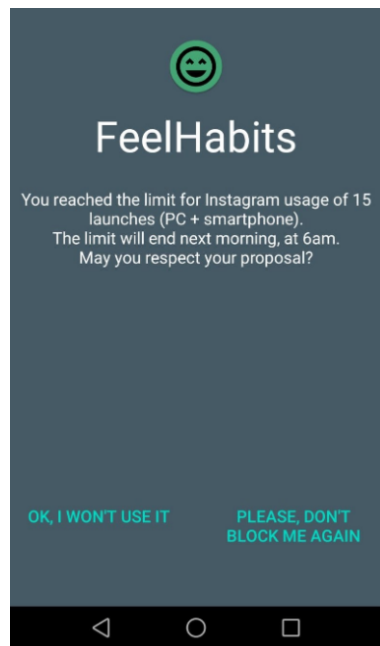 FeelHabits
You reached the limit for Instagram usage of 15
launches (PC + smartphone).
The limit will end next morning, at 6am.
May you respect your proposal?
OK, I WON'T USE IT
PLEASE, DON'T
BLOCK ME AGAIN